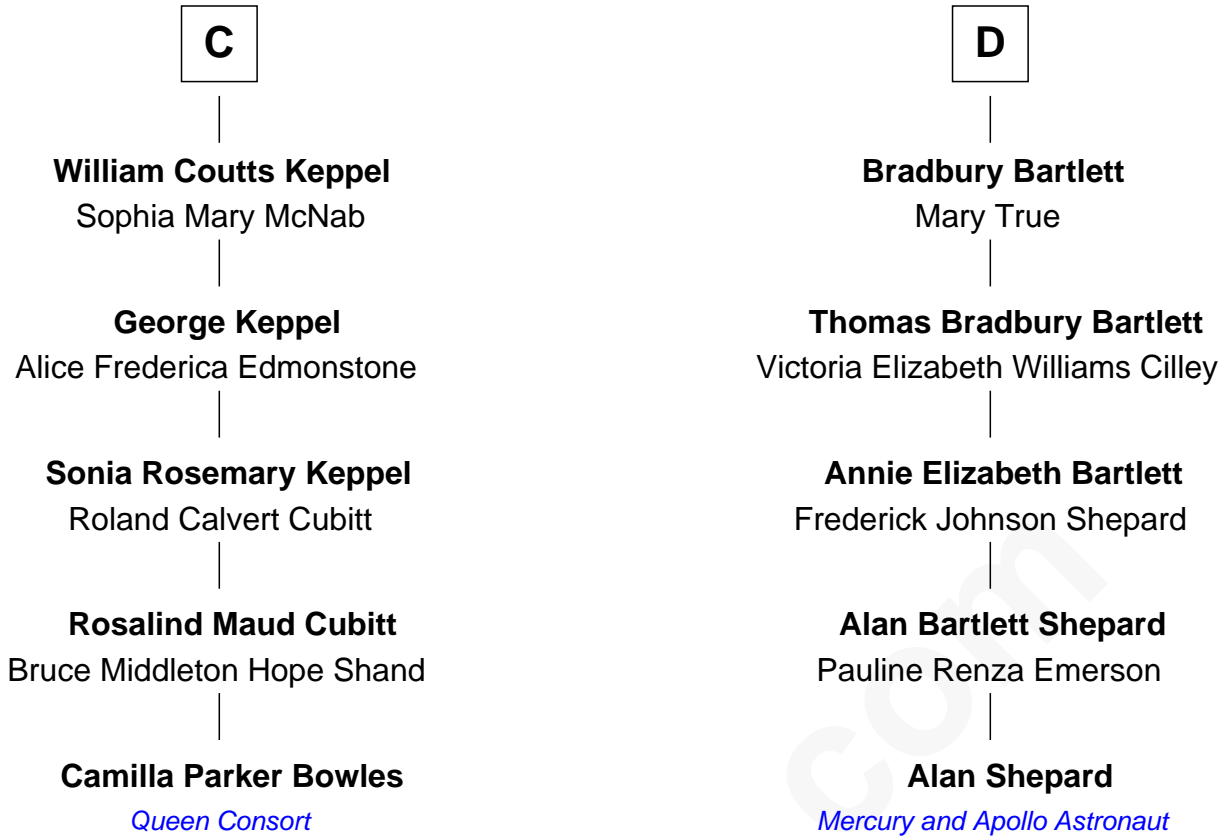 C
William Coutts Keppel
Sophia Mary McNab
George Keppel
Alice Frederica Edmonstone
Sonia Rosemary Keppel
Roland Calvert Cubitt
Rosalind Maud Cubitt
Bruce Middleton Hope Shand
Camilla Parker Bowles
Queen Consort
D
Bradbury Bartlett
Mary True
Thomas Bradbury Bartlett
Victoria Elizabeth Williams Cilley
Annie Elizabeth Bartlett
Frederick Johnson Shepard
Alan Bartlett Shepard
Pauline Renza Emerson
Alan Shepard
Mercury and Apollo Astronaut
com